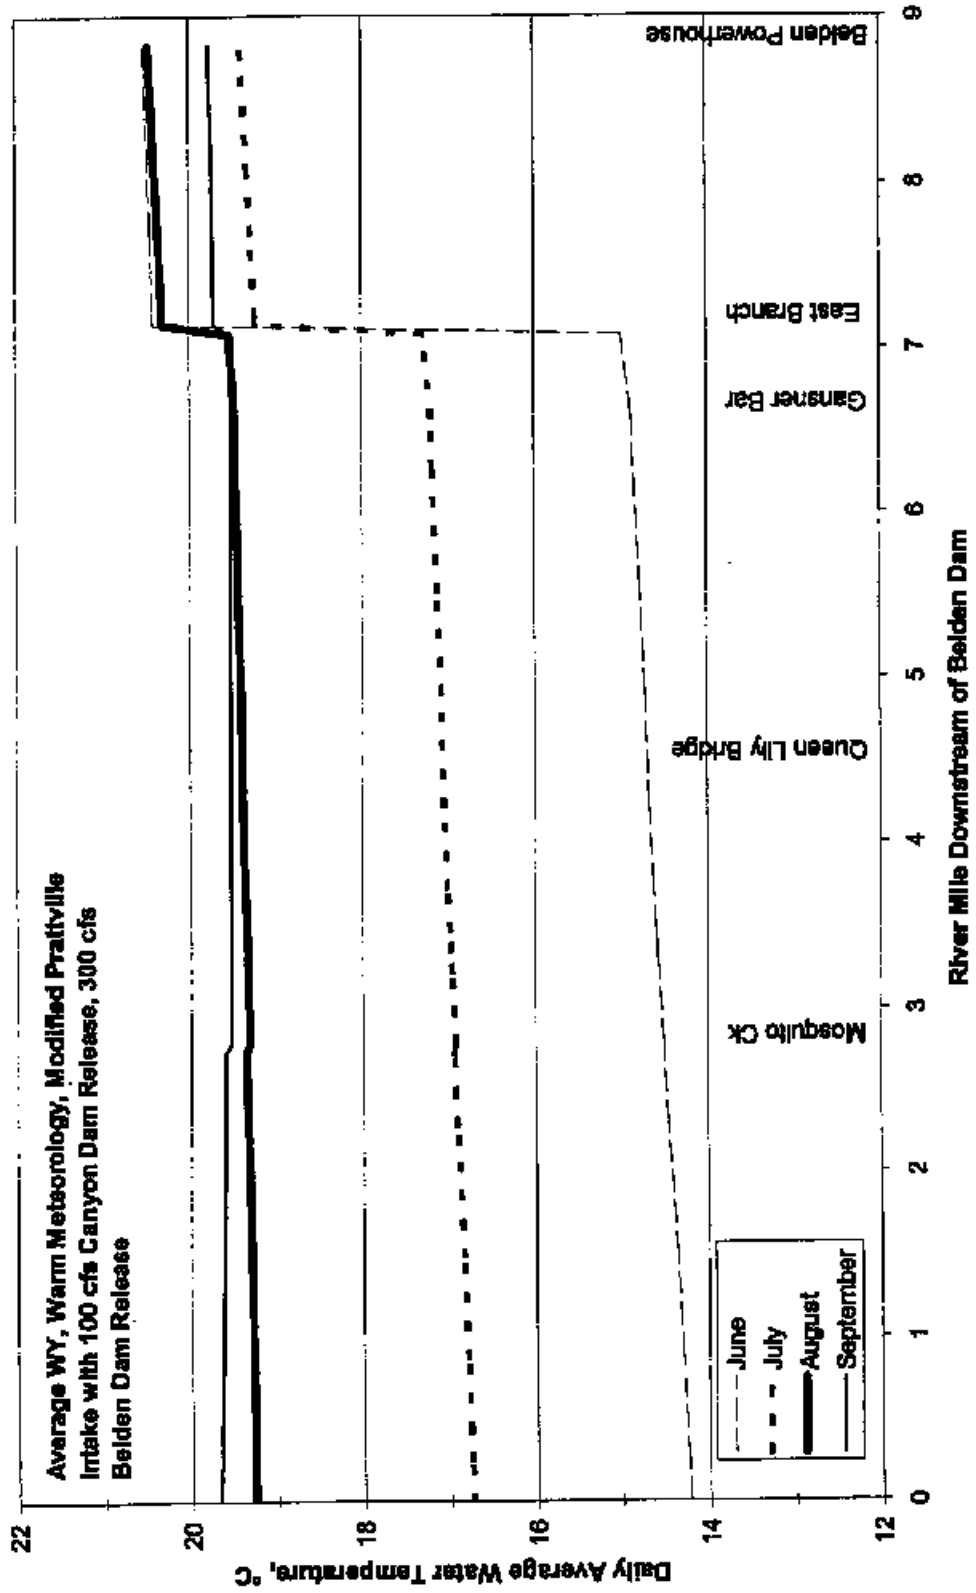 Average WY, Warm Meteorology, Modified Prattville
Intake with 100 cfs Canyon Dam Release, 300 cfs
Belden Dam Release
22
20
18
16
14
12
Daily Average Water Temperature, °C
June
July
August
September
Mosquito Ck
Queen Lily Bridge
Gansner Bar
East Branch
Belden Powerhouse
0
1
2
3
4
5
6
7
8
9
River Mile Downstream of Belden Dam